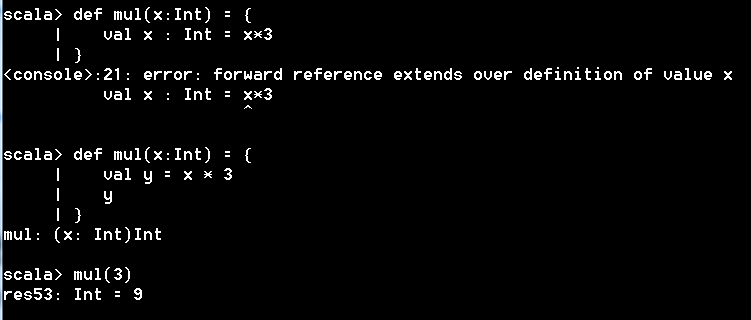 scala> def mul(x:Int) = {
     |     val x : Int = x*3
     | }
<console>:21: error: forward reference extends over definition of value x
           val x : Int = x*3
                         ^
scala> def mul(x:Int) = {
     |     val y = x * 3
     |     y
     | }
mul: (x: Int)Int
scala> mul(3)
res53: Int = 9